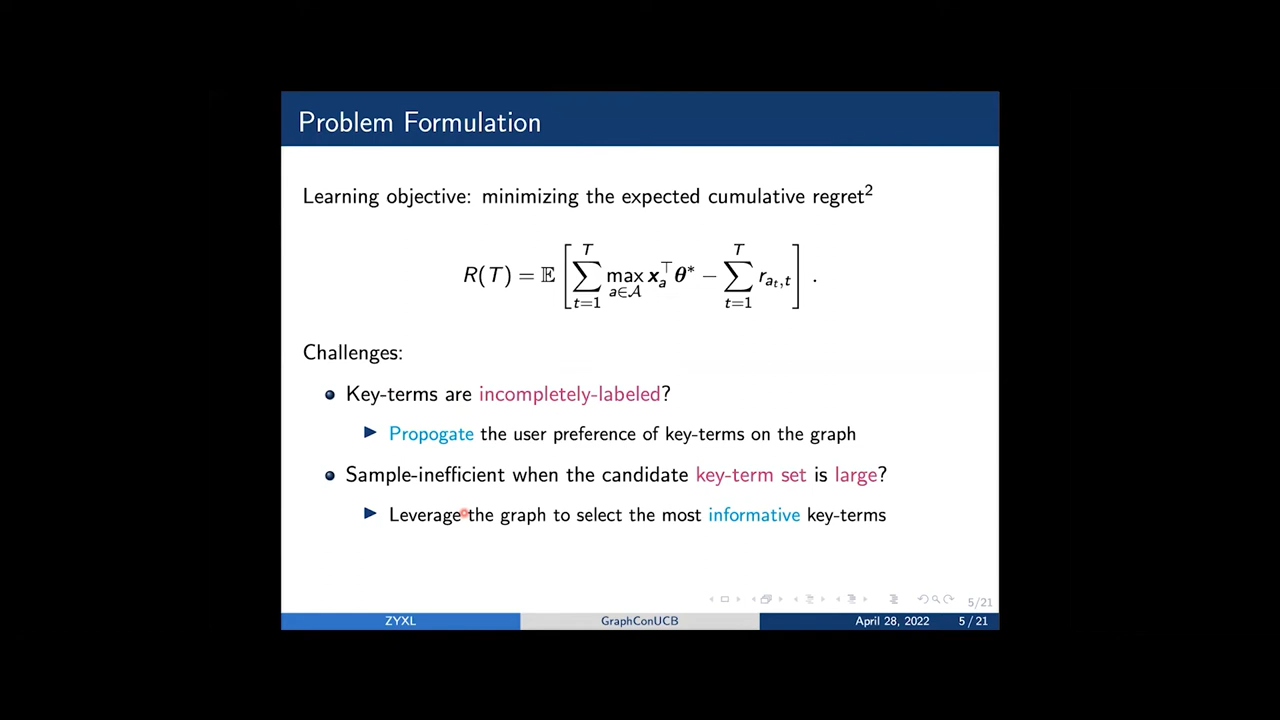 Problem Formulation
Learning objective: minimizing the expected cumulative regret²
R(T) = 𝔼 [ ∑_{t=1}^{T} max_{a∈𝒜} x_a^⊤ θ* − ∑_{t=1}^{T} r_{a_t,t} ] .
Challenges:
Key-terms are incompletely-labeled?
Propogate the user preference of key-terms on the graph
Sample-inefficient when the candidate key-term set is large?
Leverage the graph to select the most informative key-terms
5/21
ZYXL GraphConUCB April 28, 2022 5 / 21